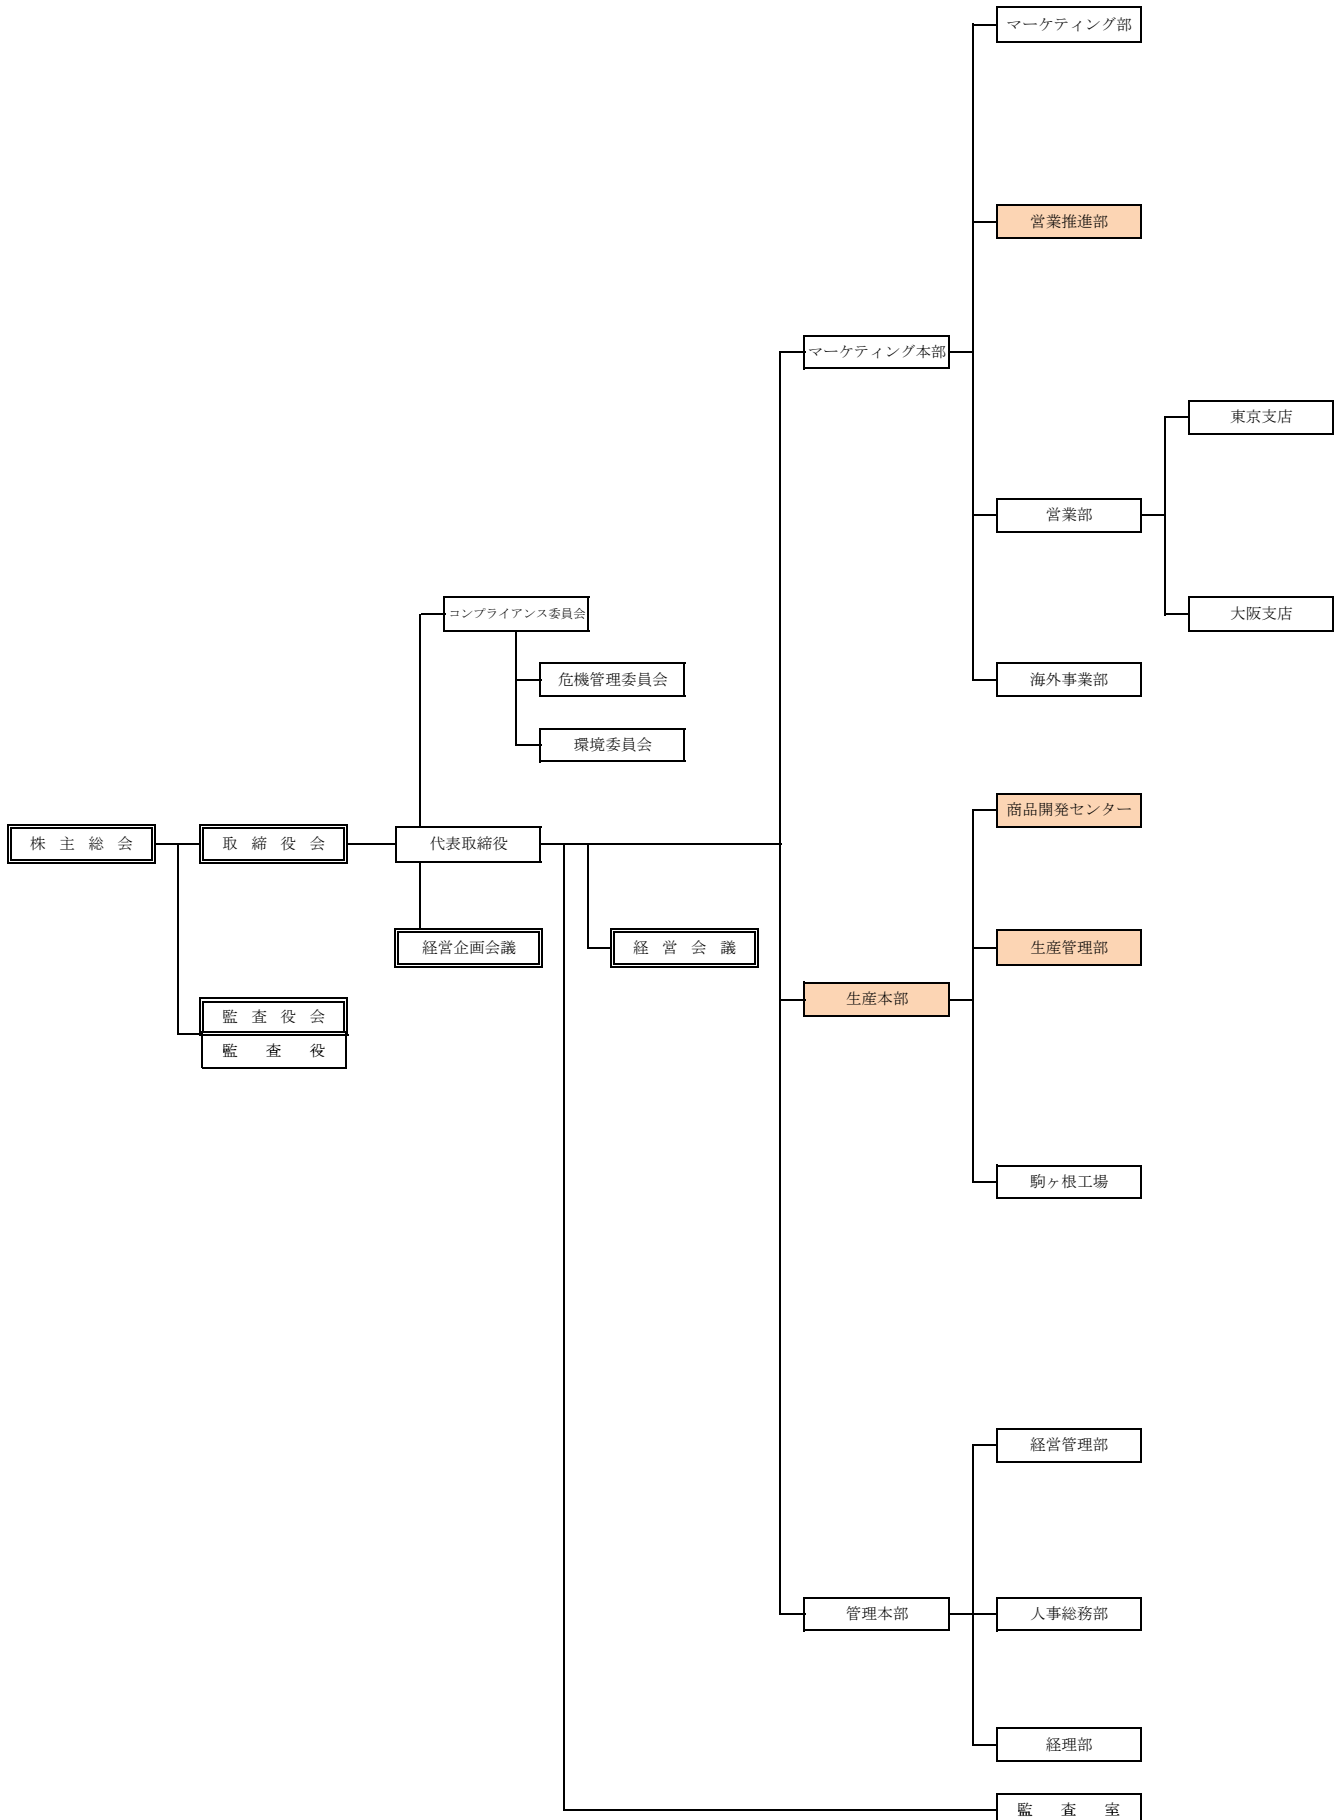 マーケティング部
営業推進部
マーケティング本部
東京支店
営業部
大阪支店
コンプライアンス委員会
危機管理委員会
海外事業部
環境委員会
商品開発センター
株主総会
取締役会
代表取締役
経営企画会議
経営会議
生産管理部
生産本部
監査役会
監査役
駒ヶ根工場
経営管理部
管理本部
人事総務部
経理部
監査室